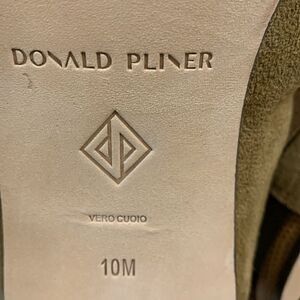 DONALD PLINER
VERO CUOIO
10M